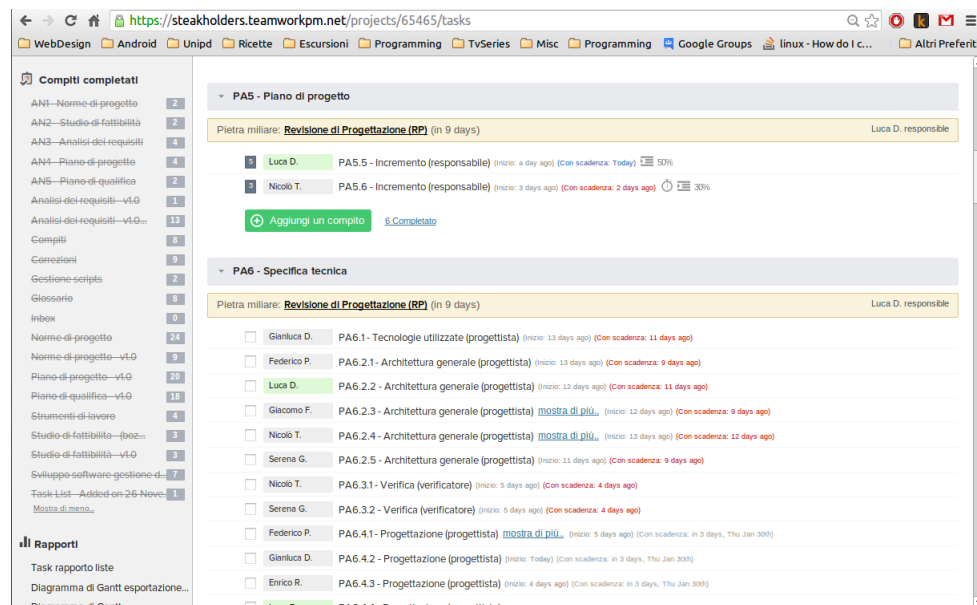 https://steakholders.teamworkpm.net/projects/65465/tasks
WebDesign Android Unipd Ricette Escursioni Programming TvSeries Misc Programming Google Groups linux - How do I c... Altri Preferiti
Compiti completati
AN1 - Norme di progetto 2
AN2 - Studio di fattibilità 2
AN3 - Analisi dei requisiti 4
AN4 - Piano di progetto 4
AN5 - Piano di qualifica 2
Analisi dei requisiti - v1.0 1
Analisi dei requisiti - v1.0... 13
Compiti 8
Correzioni 9
Gestione scripts 2
Glossario 8
Inbox 0
Norme di progetto 24
Norme di progetto - v1.0 9
Piano di progetto - v1.0 20
Piano di qualifica - v1.0 18
Strumenti di lavoro 4
Studio di fattibilita - (boz... 3
Studio di fattibilità - v1.0 3
Sviluppo software gestione d... 7
Task List - Added on 26 Nove... 1
Mostra di meno...
Rapporti
Task rapporto liste
Diagramma di Gantt esportazione...
PA5 - Piano di progetto
Pietra miliare: Revisione di Progettazione (RP) (in 9 days) Luca D. responsible
5 Luca D. PA5.5 - Incremento (responsabile) (Inizio: a day ago) (Con scadenza: Today) 50%
3 Nicolò T. PA5.6 - Incremento (responsabile) (Inizio: 3 days ago) (Con scadenza: 2 days ago) 30%
Aggiungi un compito 6 Completato
PA6 - Specifica tecnica
Pietra miliare: Revisione di Progettazione (RP) (in 9 days) Luca D. responsible
Gianluca D. PA6.1- Tecnologie utilizzate (progettista) (Inizio: 13 days ago) (Con scadenza: 11 days ago)
Federico P. PA6.2.1 - Architettura generale (progettista) (Inizio: 13 days ago) (Con scadenza: 9 days ago)
Luca D. PA6.2.2 - Architettura generale (progettista) (Inizio: 12 days ago) (Con scadenza: 11 days ago)
Giacomo F. PA6.2.3 - Architettura generale (progettista) mostra di più.. (Inizio: 12 days ago) (Con scadenza: 9 days ago)
Nicolò T. PA6.2.4 - Architettura generale (progettista) mostra di più.. (Inizio: 13 days ago) (Con scadenza: 12 days ago)
Serena G. PA6.2.5 - Architettura generale (progettista) (Inizio: 11 days ago) (Con scadenza: 9 days ago)
Nicolò T. PA6.3.1 - Verifica (verificatore) (Inizio: 5 days ago) (Con scadenza: 4 days ago)
Serena G. PA6.3.2 - Verifica (verificatore) (Inizio: 5 days ago) (Con scadenza: 4 days ago)
Federico P. PA6.4.1 - Progettazione (progettista) mostra di più.. (Inizio: 5 days ago) (Con scadenza: in 3 days, Thu Jan 30th)
Gianluca D. PA6.4.2 - Progettazione (progettista) (Inizio: Today) (Con scadenza: in 3 days, Thu Jan 30th)
Enrico R. PA6.4.3 - Progettazione (progettista) (Inizio: 4 days ago) (Con scadenza: in 3 days, Thu Jan 30th)